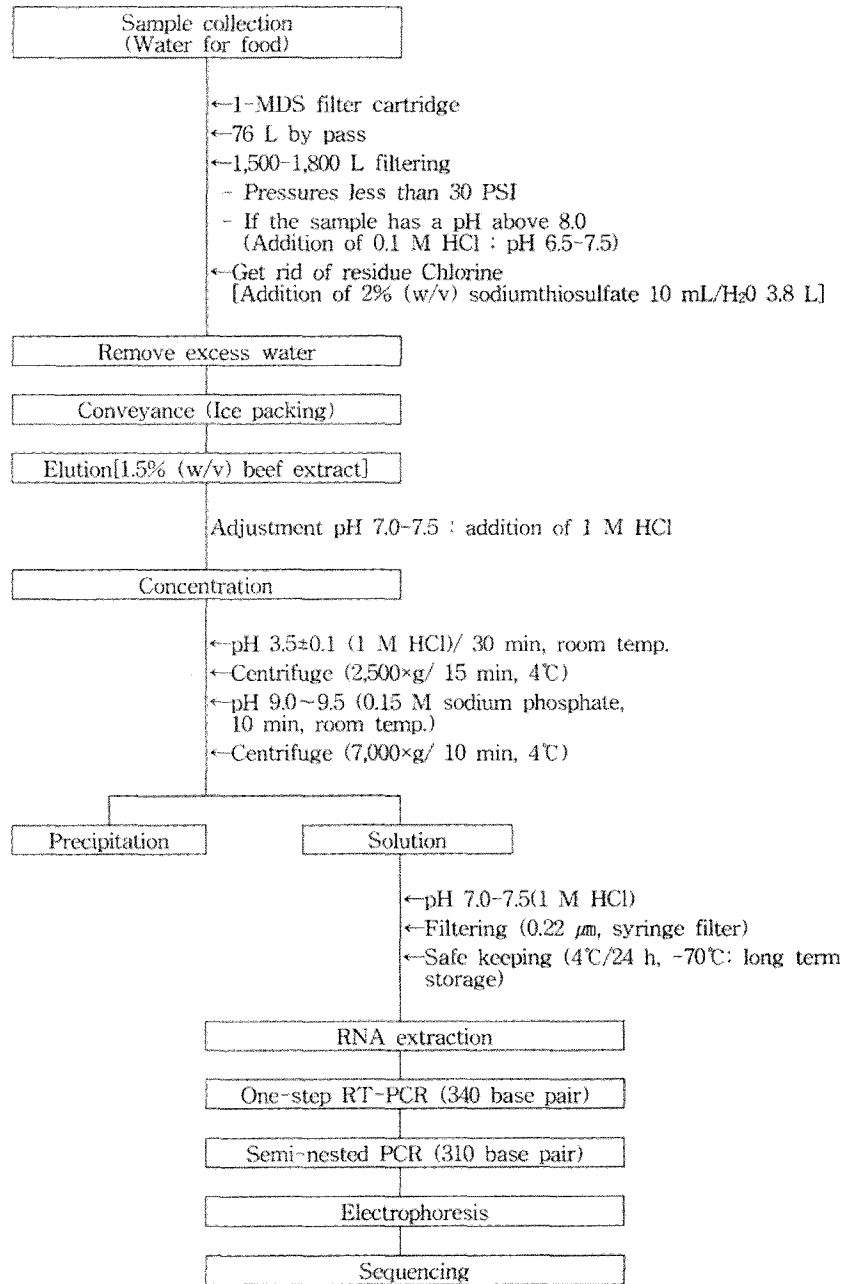 Sample collection
(Water for food)
←1-MDS filter cartridge
←76 L by pass
←1,500-1,800 L filtering
- Pressures less than 30 PSI
- If the sample has a pH above 8.0
(Addition of 0.1 M HCl : pH 6.5-7.5)
←Get rid of residue Chlorine
[Addition of 2% (w/v) sodiumthiosulfate 10 mL/H₂0 3.8 L]
Remove excess water
Conveyance (Ice packing)
Elution[1.5% (w/v) beef extract]
Adjustment pH 7.0-7.5 : addition of 1 M HCl
Concentration
←pH 3.5±0.1 (1 M HCl)/ 30 min, room temp.
←Centrifuge (2,500×g/ 15 min, 4℃)
←pH 9.0~9.5 (0.15 M sodium phosphate,
10 min, room temp.)
←Centrifuge (7,000×g/ 10 min, 4℃)
Precipitation
Solution
←pH 7.0-7.5(1 M HCl)
←Filtering (0.22 μm, syringe filter)
←Safe keeping (4℃/24 h, -70℃: long term
storage)
RNA extraction
One-step RT-PCR (340 base pair)
Semi-nested PCR (310 base pair)
Electrophoresis
Sequencing